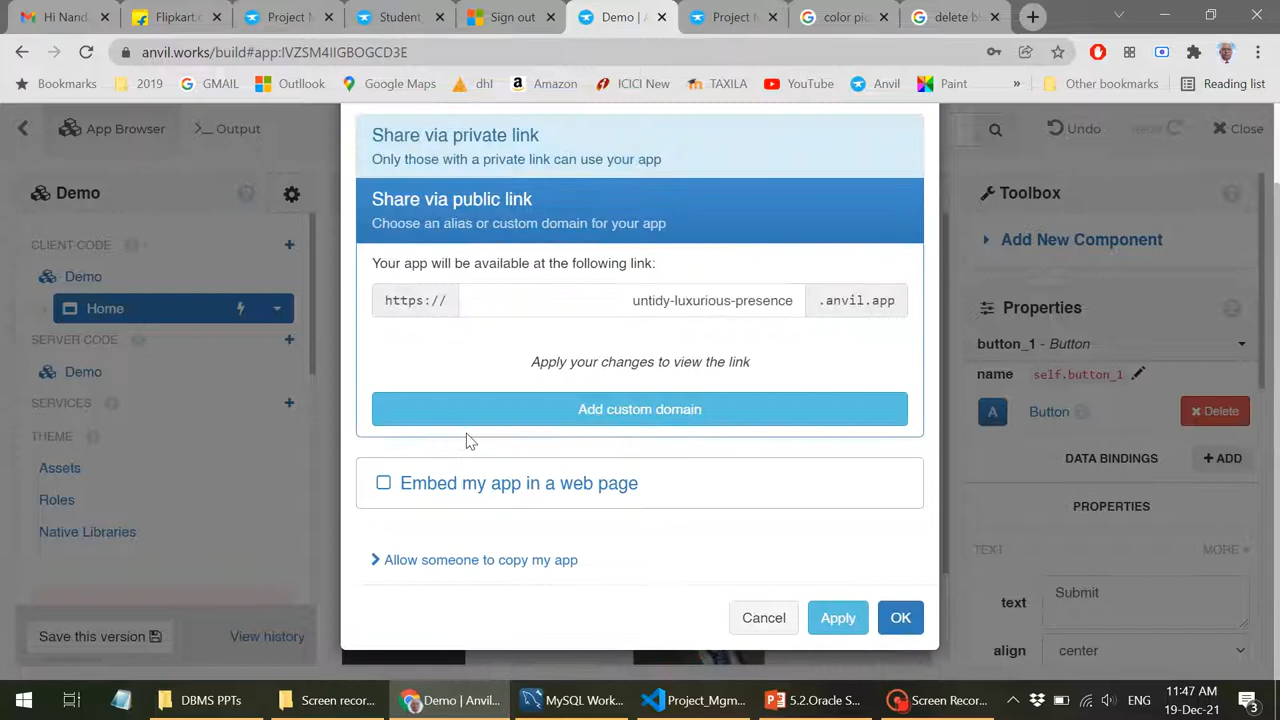 Hi Nand
Flipkart.c
Project M
Student
Sign out
Demo | A
Project M
color pic
delete bl
anvil.works/build#app:IVZSM4IIGBOGCD3E
Bookmarks
2019
GMAIL
Outllook
Google Maps
dhl
Amazon
ICICI New
TAXILA
YouTube
Anvil
Paint
»
Other bookmarks
Reading list
App Browser
Output
Undo
Redo
Close
Share via private link
Only those with a private link can use your app
Share via public link
Choose an alias or custom domain for your app
Your app will be available at the following link:
https:// untidy-luxurious-presence .anvil.app
Apply your changes to view the link
Add custom domain
Embed my app in a web page
Allow someone to copy my app
Cancel Apply OK
Demo
CLIENT CODE
Demo
Home
SERVER CODE
Demo
SERVICES
THEME
Assets
Roles
Native Libraries
Save this version
View history
Toolbox
Add New Component
Properties
button_1 - Button
name self.button_1
A Button Delete
DATA BINDINGS + ADD
PROPERTIES
TEXT MORE
text Submit
align center
DBMS PPTs
Screen recor...
Demo | Anvil...
MySQL Work...
Project_Mgm...
5.2.Oracle S...
Screen Recor...
ENG
11:47 AM
19-Dec-21
3